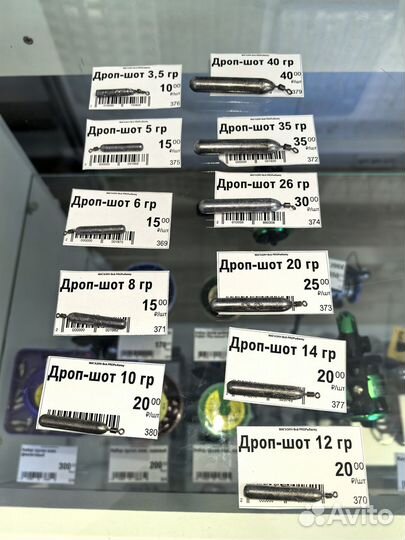 Дроп-шот 3,5 гр
10 00
₽/шт
376
Дроп-шот 5 гр
15 00
₽/шт
375
Дроп-шот 6 гр
15 00
₽/шт
369
Дроп-шот 8 гр
15 00
₽/шт
371
Дроп-шот 10 гр
20 00
₽/шт
380
Дроп-шот 40 гр
40 00
₽/шт
379
Дроп-шот 35 гр
35 00
₽/шт
372
Дроп-шот 26 гр
30 00
₽/шт
374
Дроп-шот 20 гр
25 00
₽/шт
373
Дроп-шот 14 гр
20 00
₽/шт
377
Дроп-шот 12 гр
20 00
₽/шт
370
Avito